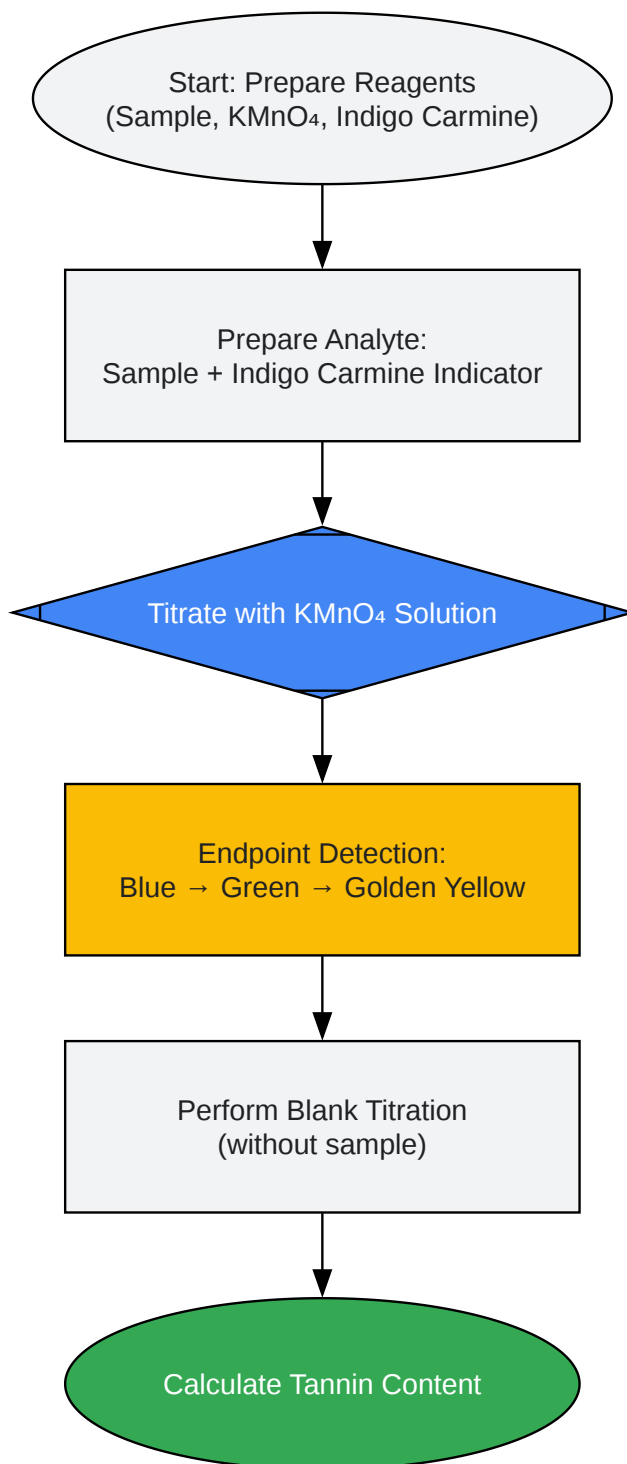 Start: Prepare Reagents
(Sample, KMnO₄, Indigo Carmine)
Prepare Analyte:
Sample + Indigo Carmine Indicator
Titrate with KMnO₄ Solution
Endpoint Detection:
Blue → Green → Golden Yellow
Perform Blank Titration
(without sample)
Calculate Tannin Content